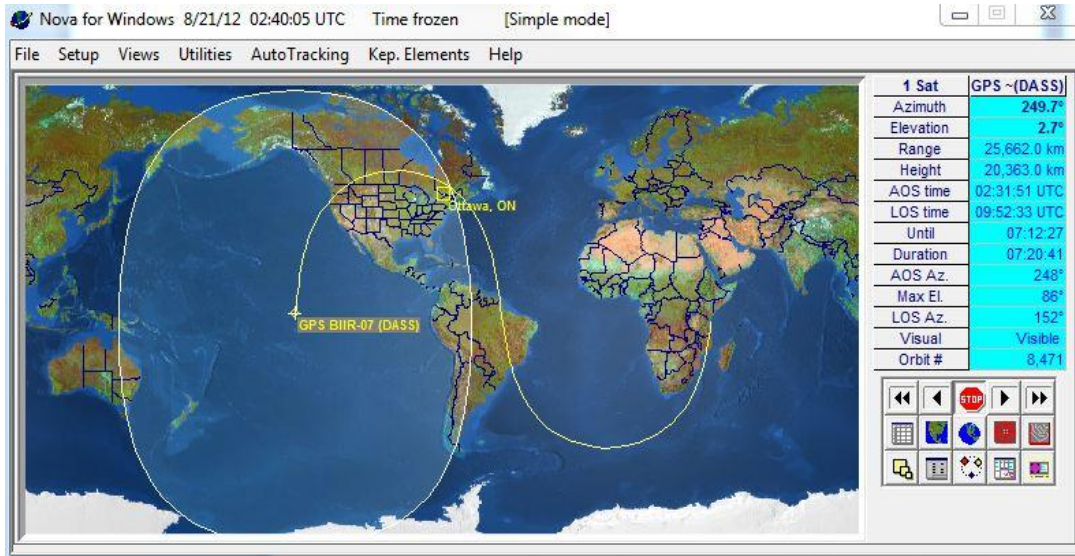 Nova for Windows 8/21/12 02:40:05 UTC Time frozen [Simple mode]
File Setup Views Utilities AutoTracking Kep. Elements Help
1 Sat GPS ~(DASS)
Azimuth 249.7°
Elevation 2.7°
Range 25,662.0 km
Height 20,363.0 km
AOS time 02:31:51 UTC
LOS time 09:52:33 UTC
Until 07:12:27
Duration 07:20:41
AOS Az. 248°
Max El. 86°
LOS Az. 152°
Visual Visible
Orbit # 8,471
Ottawa, ON
GPS BIIR-07 (DASS)
STOP